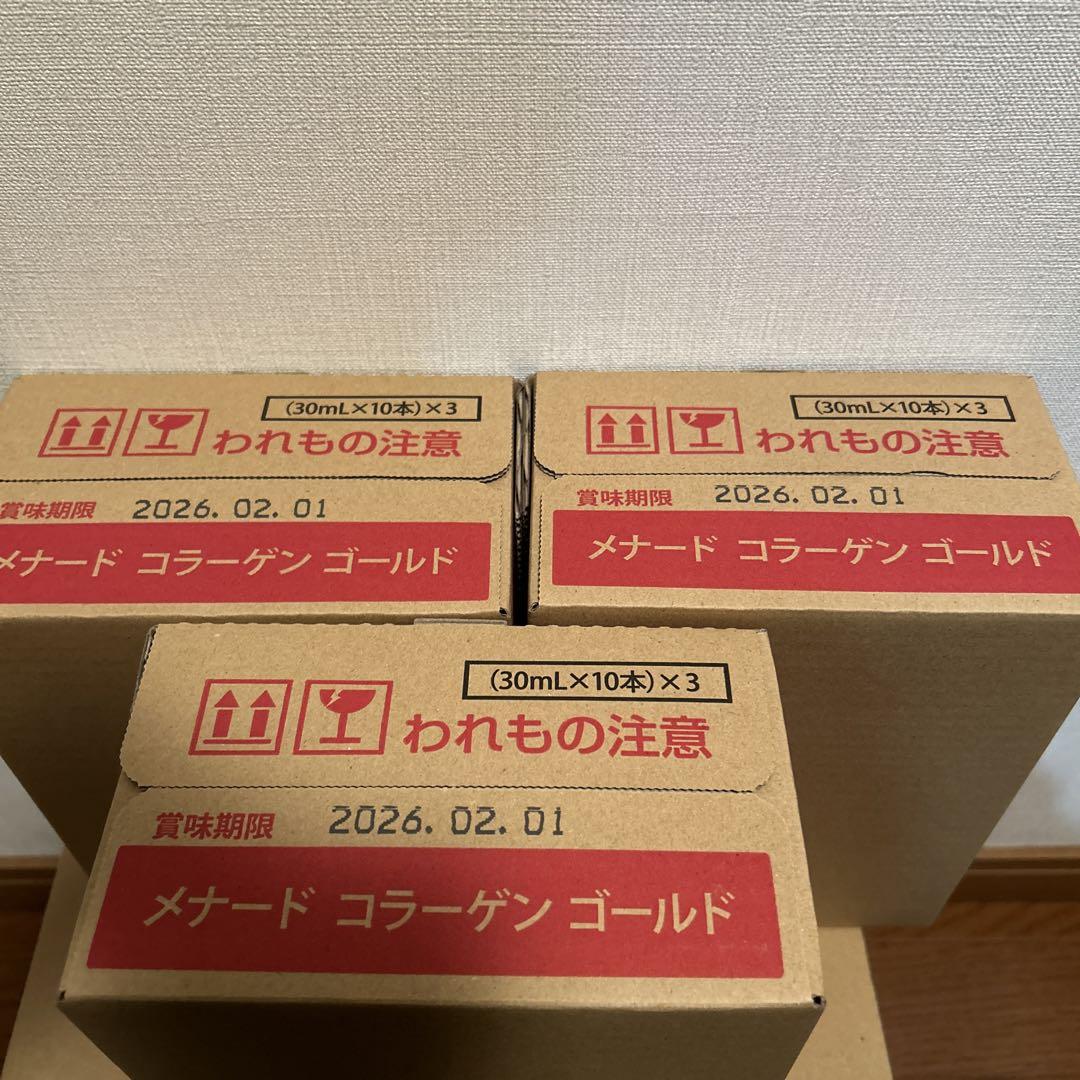 (30mL×10本)×3
われもの注意
賞味期限 2026.02.01
メナード コラーゲン ゴールド
(30mL×10本)×3
われもの注意
賞味期限 2026.02.01
メナード コラーゲン ゴールド
(30mL×10本)×3
われもの注意
賞味期限 2026.02.01
メナード コラーゲン ゴールド